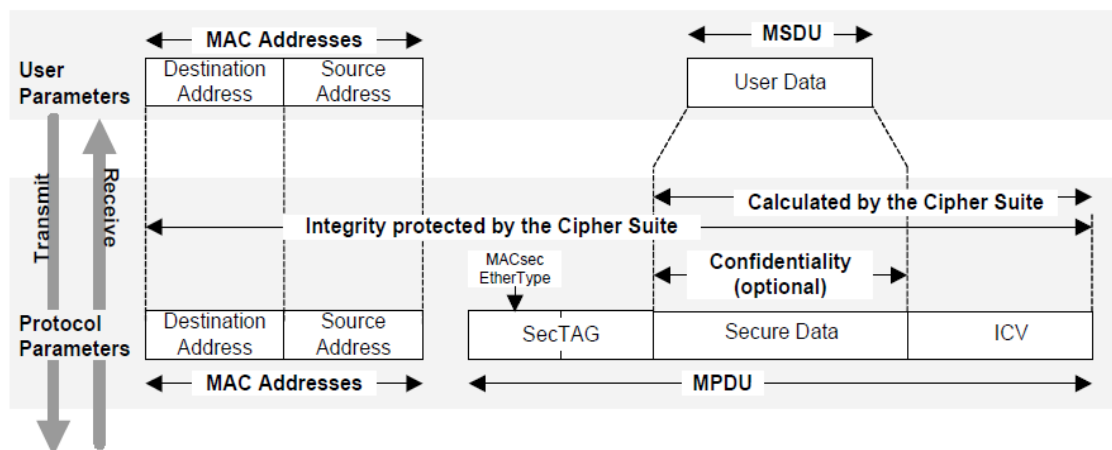 MAC Addresses
MSDU
User
Parameters
Destination
Address
Source
Address
User Data
Transmit
Receive
Calculated by the Cipher Suite
Integrity protected by the Cipher Suite
MACsec
EtherType
Confidentiality
(optional)
Protocol
Parameters
Destination
Address
Source
Address
SecTAG
Secure Data
ICV
MAC Addresses
MPDU